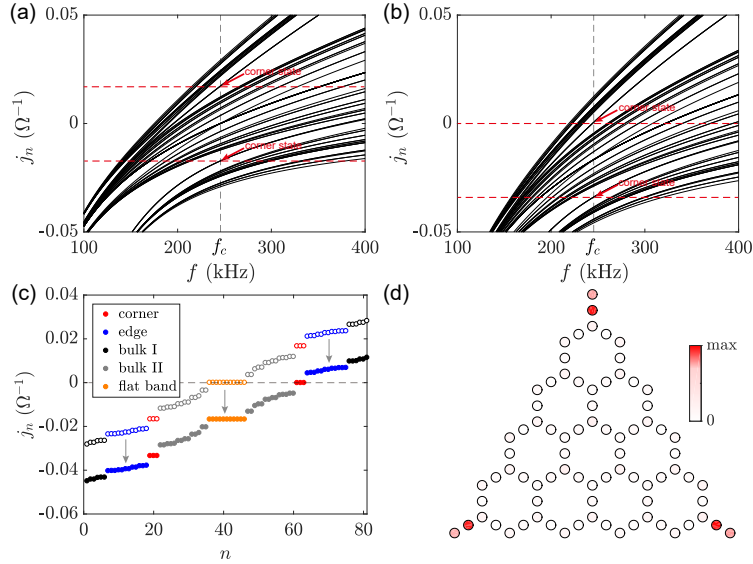 (a)
0.05
0
-0.05
j_n (Ω⁻¹)
corner state
corner state
100 200 f_c 300 400
f (kHz)
(b)
0.05
0
-0.05
j_n (Ω⁻¹)
corner state
corner state
100 200 f_c 300 400
f (kHz)
(c)
0.04
0.02
0
-0.02
-0.04
-0.06
j_n (Ω⁻¹)
corner
edge
bulk I
bulk II
flat band
0 20 40 60 80
n
(d)
max
0